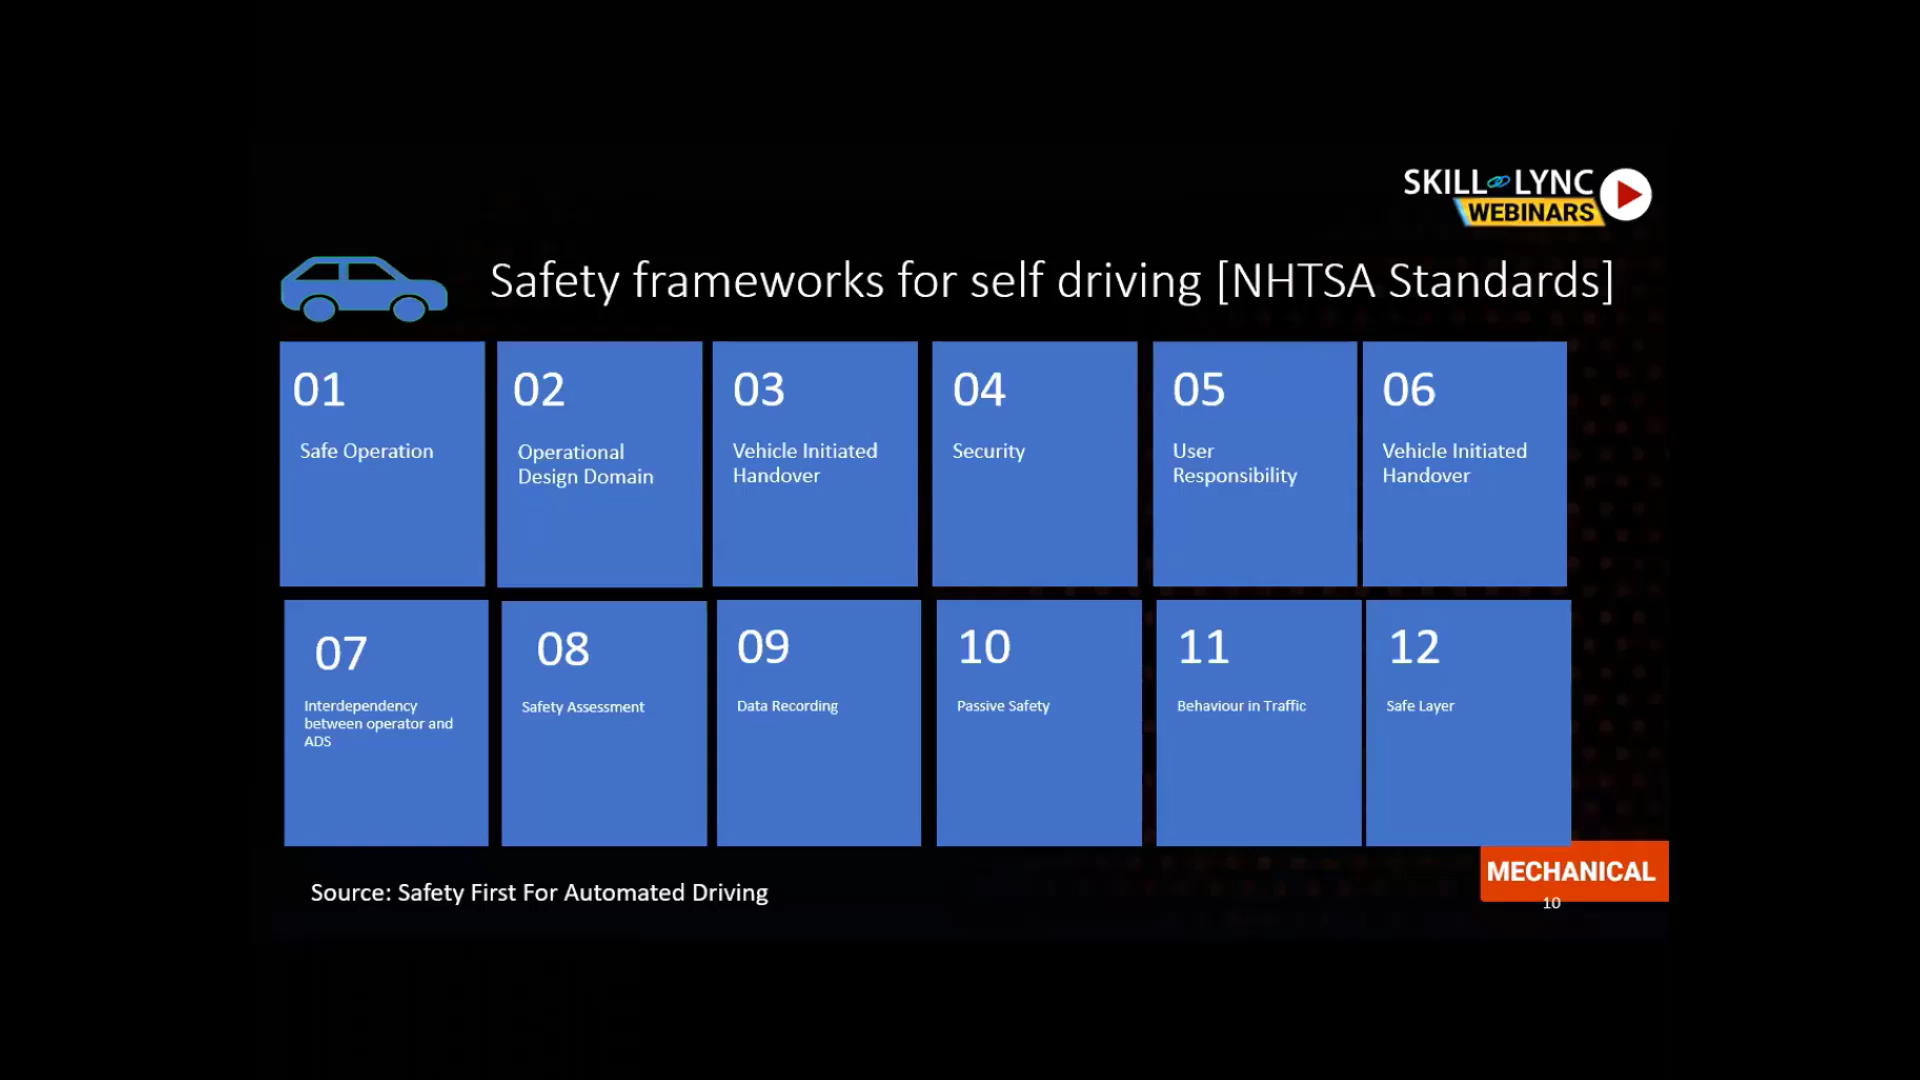 SKILL LYNC
WEBINARS
Safety frameworks for self driving [NHTSA Standards]
01
Safe Operation
02
Operational
Design Domain
03
Vehicle Initiated
Handover
04
Security
05
User
Responsibility
06
Vehicle Initiated
Handover
07
Interdependency
between operator and
ADS
08
Safety Assessment
09
Data Recording
10
Passive Safety
11
Behaviour in Traffic
12
Safe Layer
Source: Safety First For Automated Driving
MECHANICAL
10